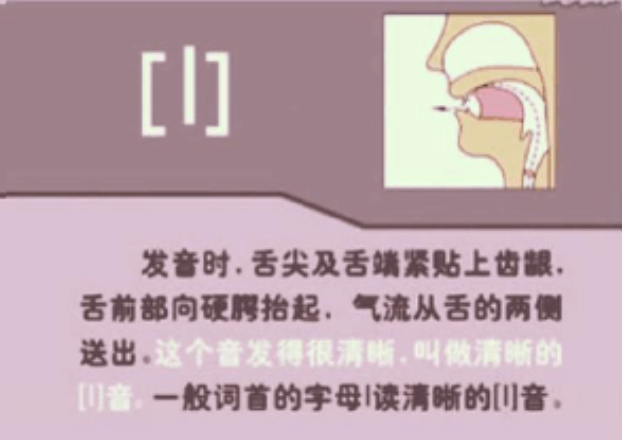 [l]
发音时.舌尖及舌端紧贴上齿龈.
舌前部向硬腭抬起. 气流从舌的两侧
送出。这个音发得很清晰.叫做清晰的
[l]音。一般词首的字母l读清晰的[l]音。